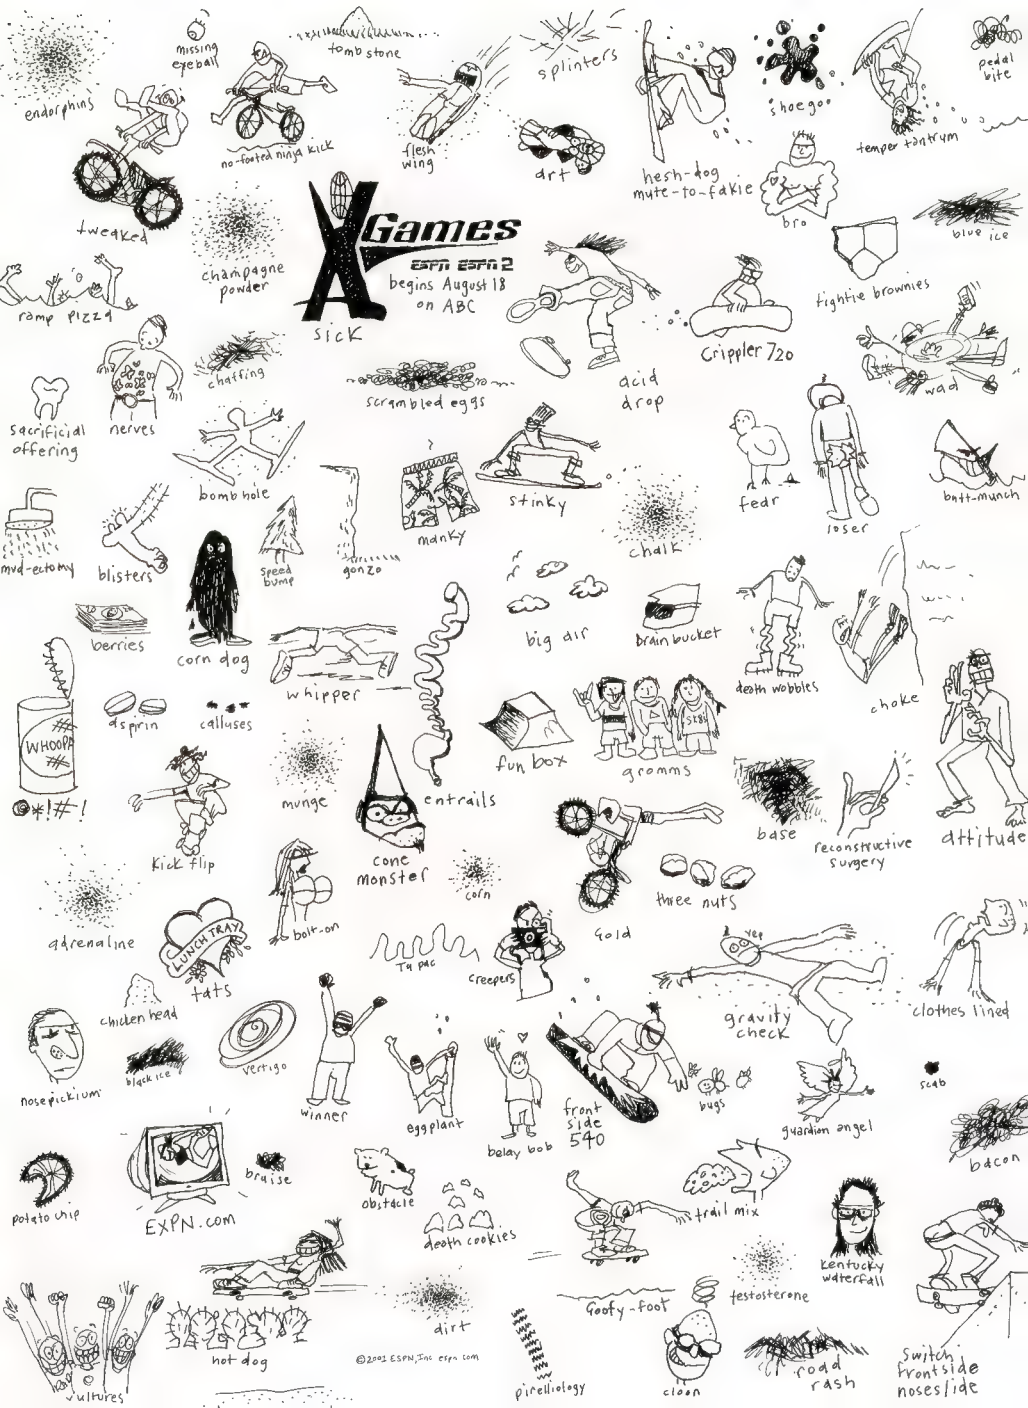 missing
eyeball
tombstone
splinters
shoegoo
pedal
bite
endorphins
no-footed ninja kick
flesh
wing
art
hesh-dog
mute-to-fakie
temper tantrum
bro
tweaked
champagne
powder
X Games
ESPN ESPN2
begins August 18
on ABC
sick
blue ice
fightie brownies
ramp pizza
crippler 720
chaffing
scrambled eggs
acid
drop
wad
sacrificial
offering
nerves
bomb hole
stinky
fear
loser
butt-munch
manky
chalk
mud-ectomy
blisters
speed
bump
gonzo
berries
corn dog
whipper
big air
brain bucket
death wobbles
choke
aspirin
calluses
WHOOPA
@*!#!
munge
entrails
fun box
SK8
gromms
base
reconstructive
surgery
attitude
kick flip
cone
monster
corn
three nuts
adrenaline
LUNCH TRAY
tats
bolt-on
Tupac
creepers
Gold
yep
gravity
check
clothes lined
chicken head
nosepickium
black ice
vertigo
winner
eggplant
belay bob
front
side
540
bugs
guardian angel
scab
bacon
potato chip
EXPN.com
braise
obstacle
death cookies
trail mix
kentucky
waterfall
vultures
hot dog
dirt
©2001 ESPN, Inc espn.com
goofy-foot
testosterone
pirelliology
cloon
road
rash
switch
frontside
noseslide